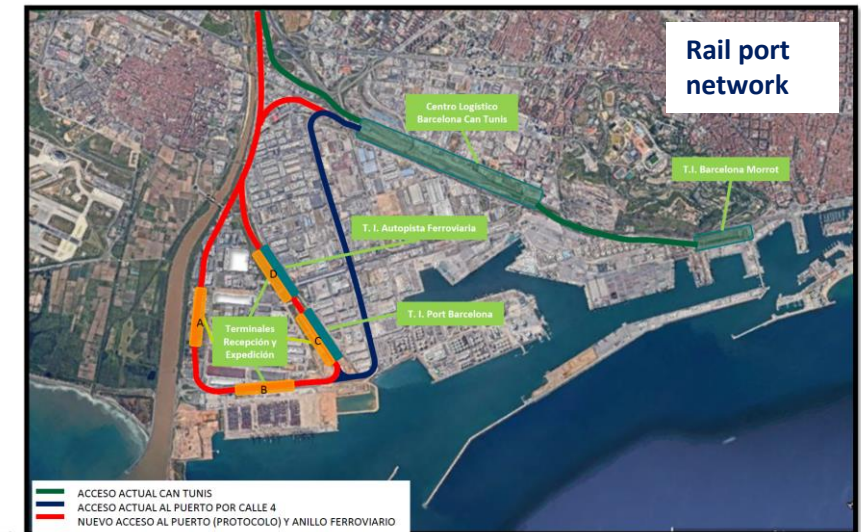 Rail port
network
Centro Logístico
Barcelona Can Tunis
T.I. Barcelona Morrot
T. I. Autopista Ferroviaria
D
A
Terminales
Recepción y
Expedición
T. I. Port Barcelona
C
B
ACCESO ACTUAL CAN TUNIS
ACCESO ACTUAL AL PUERTO POR CALLE 4
NUEVO ACCESO AL PUERTO (PROTOCOLO) Y ANILLO FERROVIARIO